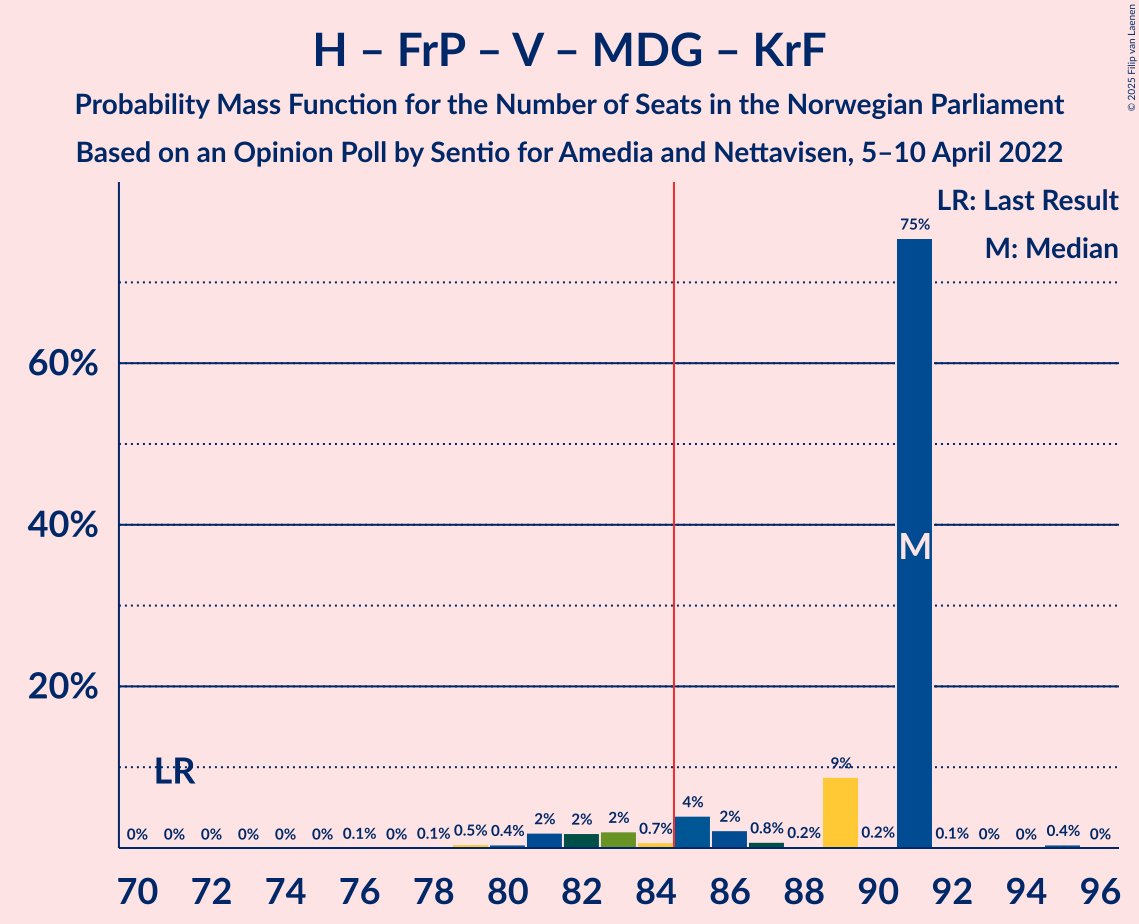 H – FrP – V – MDG – KrF
Probability Mass Function for the Number of Seats in the Norwegian Parliament
Based on an Opinion Poll by Sentio for Amedia and Nettavisen, 5–10 April 2022
© 2025 Filip van Laenen
LR: Last Result
M: Median
75%
60%
40%
M
20%
LR
9%
0% 0% 0% 0% 0% 0% 0.1% 0% 0.1% 0.5% 0.4% 2% 2% 2% 0.7% 4% 2% 0.8% 0.2% 0.2% 0.1% 0% 0% 0.4% 0%
70 72 74 76 78 80 82 84 86 88 90 92 94 96